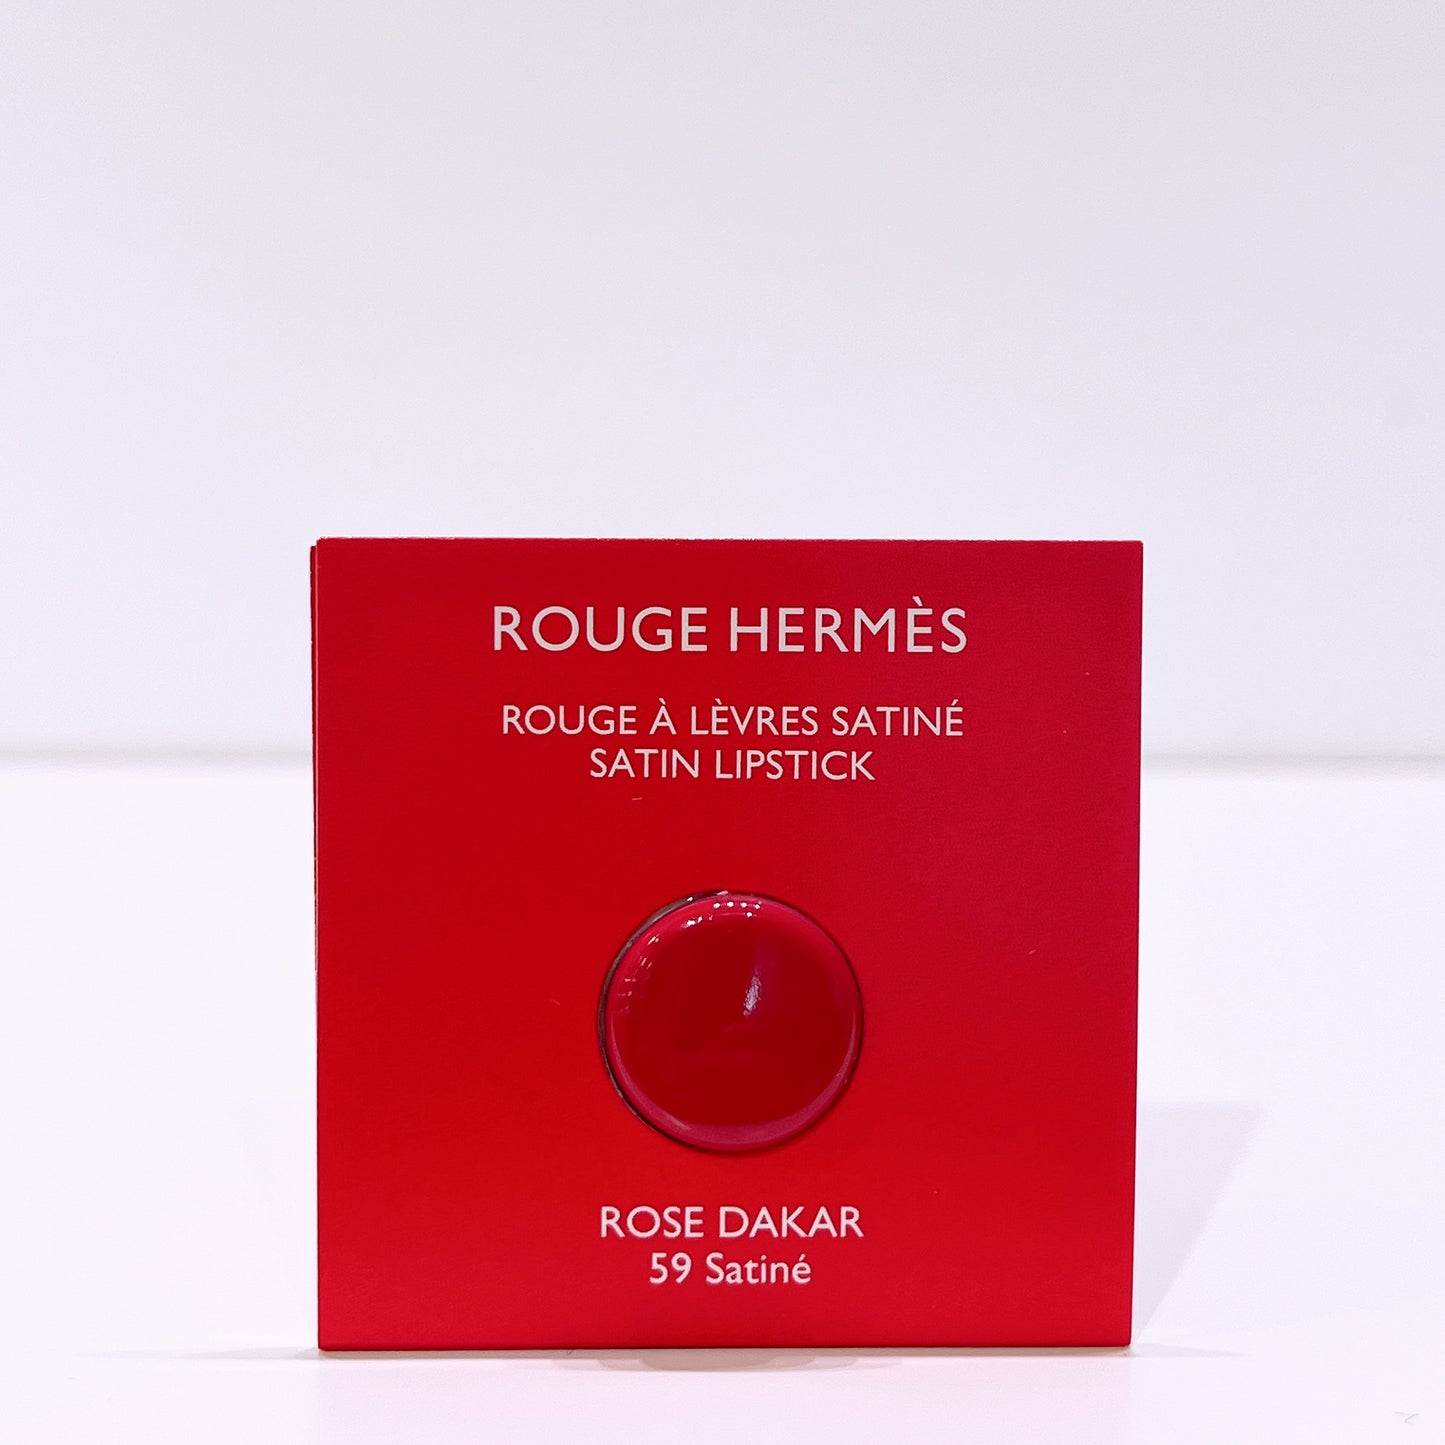 ROUGE HERMÈS
ROUGE À LÈVRES SATINÉ
SATIN LIPSTICK
ROSE DAKAR
59 Satiné